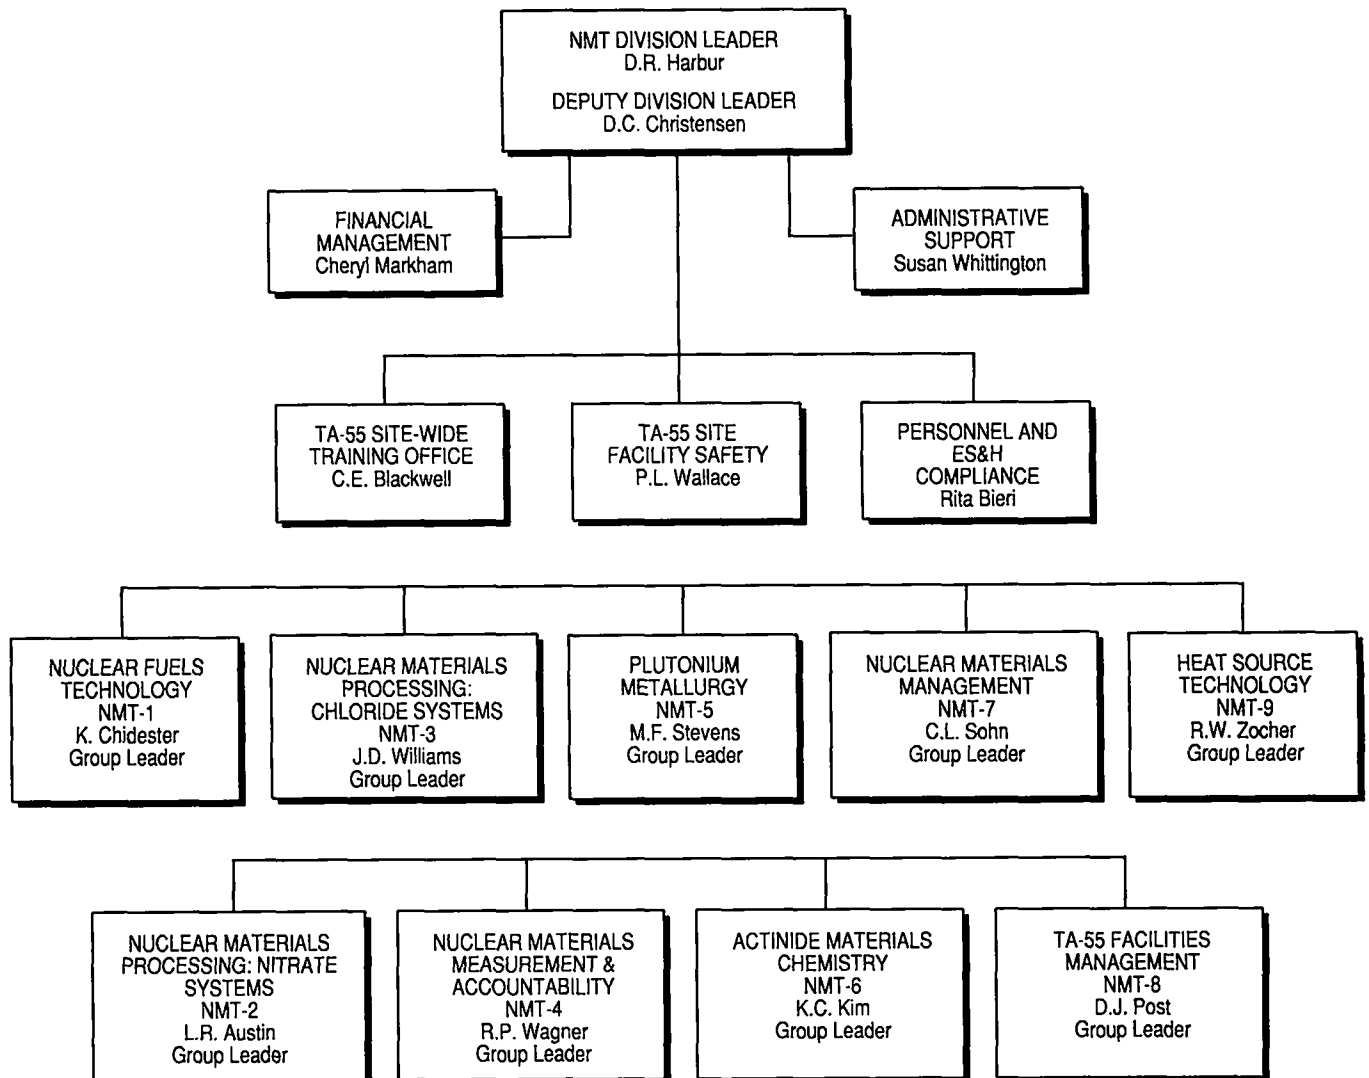 NMT DIVISION LEADER
D.R. Harbur
DEPUTY DIVISION LEADER
D.C. Christensen
FINANCIAL
MANAGEMENT
Cheryl Markham
ADMINISTRATIVE
SUPPORT
Susan Whittington
TA-55 SITE-WIDE
TRAINING OFFICE
C.E. Blackwell
TA-55 SITE
FACILITY SAFETY
P.L. Wallace
PERSONNEL AND
ES&H
COMPLIANCE
Rita Bieri
NUCLEAR FUELS
TECHNOLOGY
NMT-1
K. Chidester
Group Leader
NUCLEAR MATERIALS
PROCESSING:
CHLORIDE SYSTEMS
NMT-3
J.D. Williams
Group Leader
PLUTONIUM
METALLURGY
NMT-5
M.F. Stevens
Group Leader
NUCLEAR MATERIALS
MANAGEMENT
NMT-7
C.L. Sohn
Group Leader
HEAT SOURCE
TECHNOLOGY
NMT-9
R.W. Zocher
Group Leader
NUCLEAR MATERIALS
PROCESSING: NITRATE
SYSTEMS
NMT-2
L.R. Austin
Group Leader
NUCLEAR MATERIALS
MEASUREMENT &
ACCOUNTABILITY
NMT-4
R.P. Wagner
Group Leader
ACTINIDE MATERIALS
CHEMISTRY
NMT-6
K.C. Kim
Group Leader
TA-55 FACILITIES
MANAGEMENT
NMT-8
D.J. Post
Group Leader